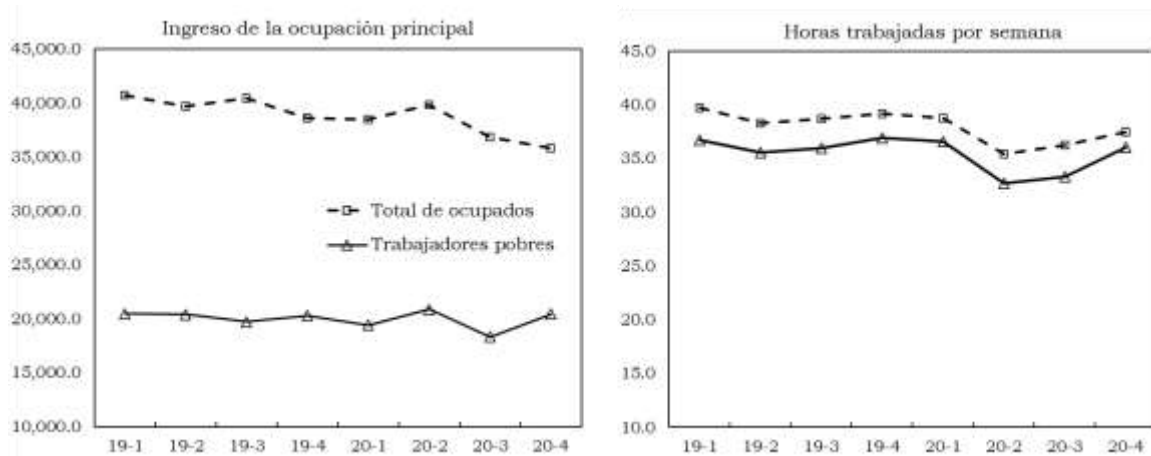 Ingreso de la ocupación principal
45,000.0
40,000.0
35,000.0
30,000.0
25,000.0
20,000.0
15,000.0
10,000.0
Total de ocupados
Trabajadores pobres
19-1 19-2 19-3 19-4 20-1 20-2 20-3 20-4
Horas trabajadas por semana
45.0
40.0
35.0
30.0
25.0
20.0
15.0
10.0
19-1 19-2 19-3 19-4 20-1 20-2 20-3 20-4